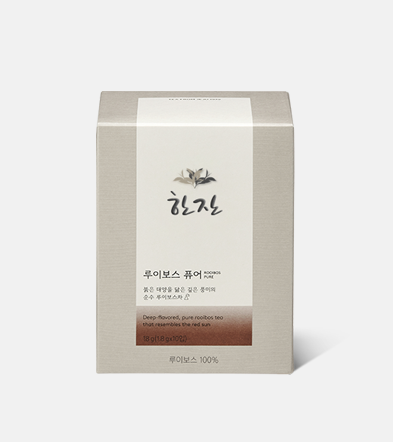 한잔
루이보스 퓨어 ROOIBOS PURE
붉은 태양을 닮은 깊은 풍미의
순수 루이보스차
Deep-flavored, pure rooibos tea
that resembles the red sun
루이보스 100%